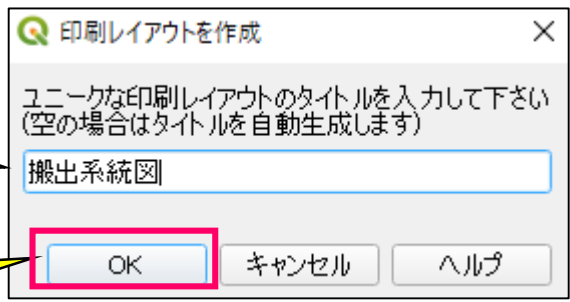 印刷レイアウトを作成
ユニークな印刷レイアウトのタイトルを入力して下さい
(空の場合はタイトルを自動生成します)
搬出系統図
OK キャンセル ヘルプ